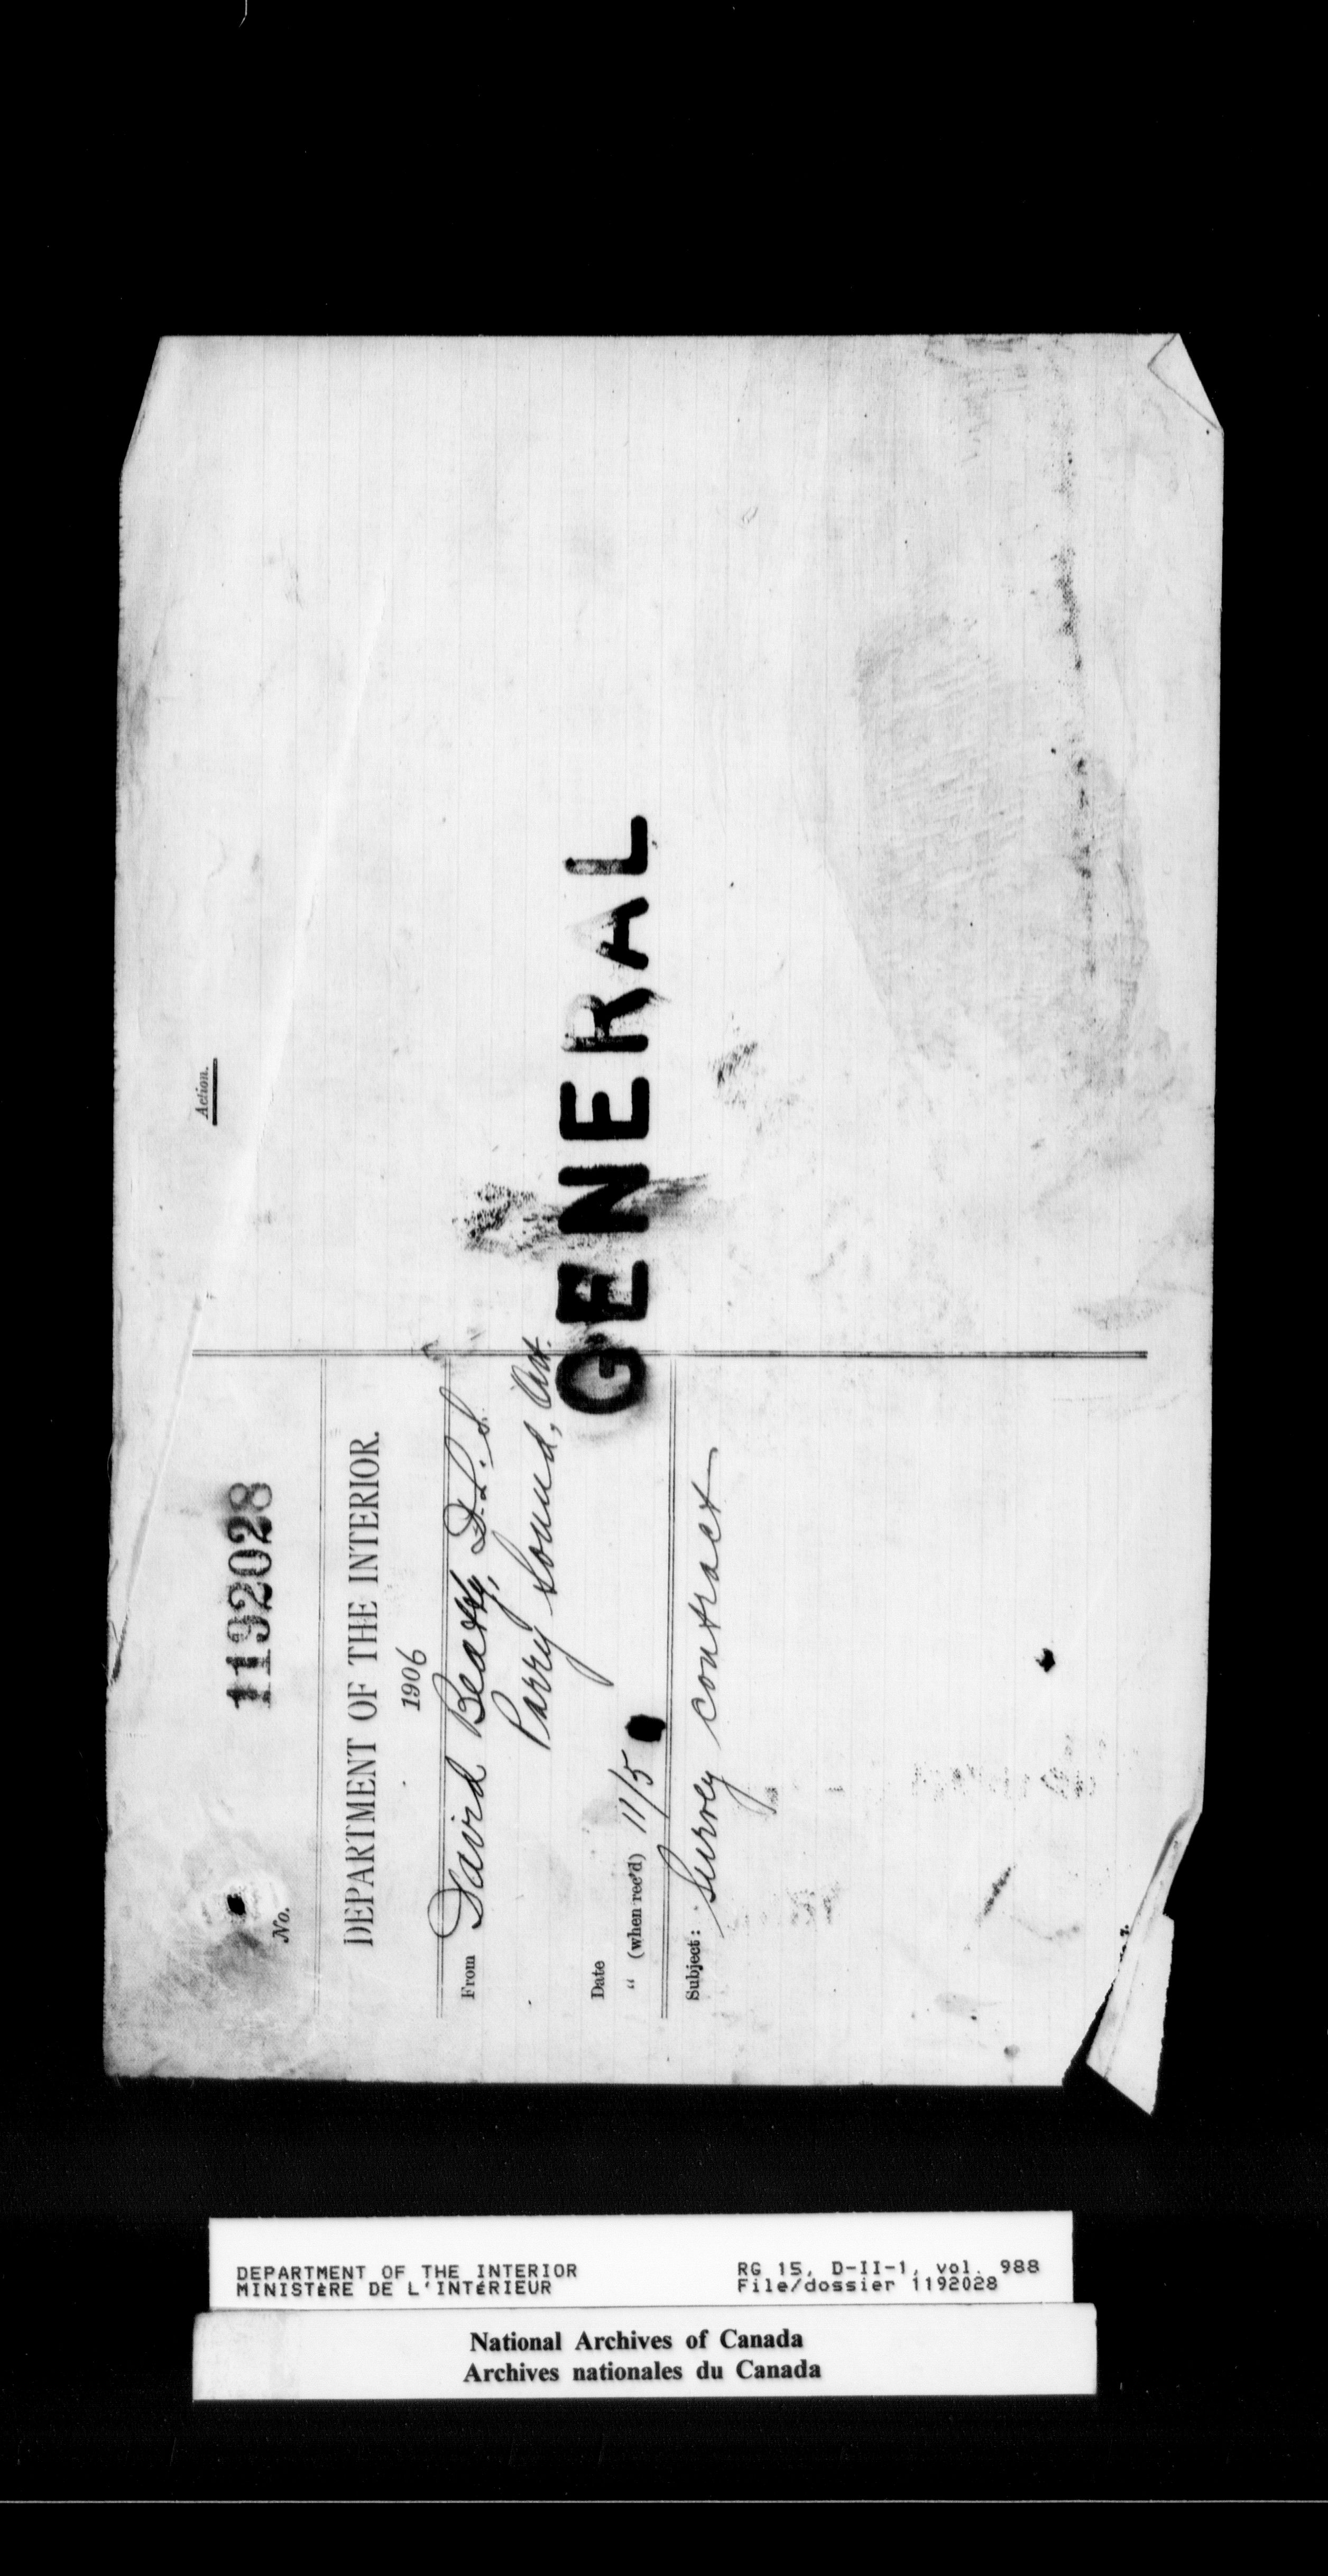 No. 1192028
DEPARTMENT OF THE INTERIOR.
1906
From David Beatty, D.L.S.
Parry Sound, Ont.
Date
" (when rec'd) 11/5
Subject: Survey contract
Action.
GENERAL
DEPARTMENT OF THE INTERIOR
MINISTÈRE DE L'INTÉRIEUR
RG 15, D-II-1, vol. 988
File/dossier 1192028
National Archives of Canada
Archives nationales du Canada